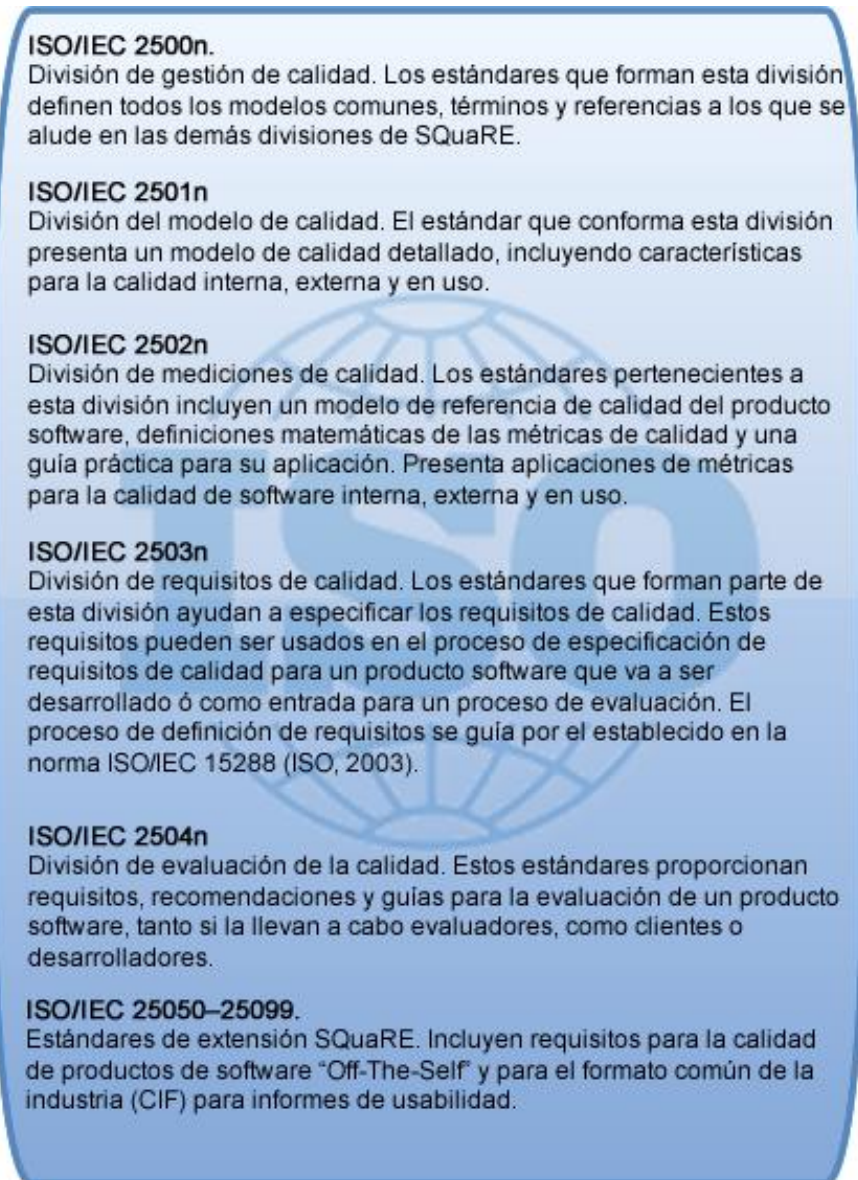 ISO/IEC 2500n.
División de gestión de calidad. Los estándares que forman esta división
definen todos los modelos comunes, términos y referencias a los que se
alude en las demás divisiones de SQuaRE.
ISO/IEC 2501n
División del modelo de calidad. El estándar que conforma esta división
presenta un modelo de calidad detallado, incluyendo características
para la calidad interna, externa y en uso.
ISO/IEC 2502n
División de mediciones de calidad. Los estándares pertenecientes a
esta división incluyen un modelo de referencia de calidad del producto
software, definiciones matemáticas de las métricas de calidad y una
guía práctica para su aplicación. Presenta aplicaciones de métricas
para la calidad de software interna, externa y en uso.
ISO/IEC 2503n
División de requisitos de calidad. Los estándares que forman parte de
esta división ayudan a especificar los requisitos de calidad. Estos
requisitos pueden ser usados en el proceso de especificación de
requisitos de calidad para un producto software que va a ser
desarrollado ó como entrada para un proceso de evaluación. El
proceso de definición de requisitos se guía por el establecido en la
norma ISO/IEC 15288 (ISO, 2003).
ISO/IEC 2504n
División de evaluación de la calidad. Estos estándares proporcionan
requisitos, recomendaciones y guías para la evaluación de un producto
software, tanto si la llevan a cabo evaluadores, como clientes o
desarrolladores.
ISO/IEC 25050–25099.
Estándares de extensión SQuaRE. Incluyen requisitos para la calidad
de productos de software “Off-The-Self” y para el formato común de la
industria (CIF) para informes de usabilidad.
ISO